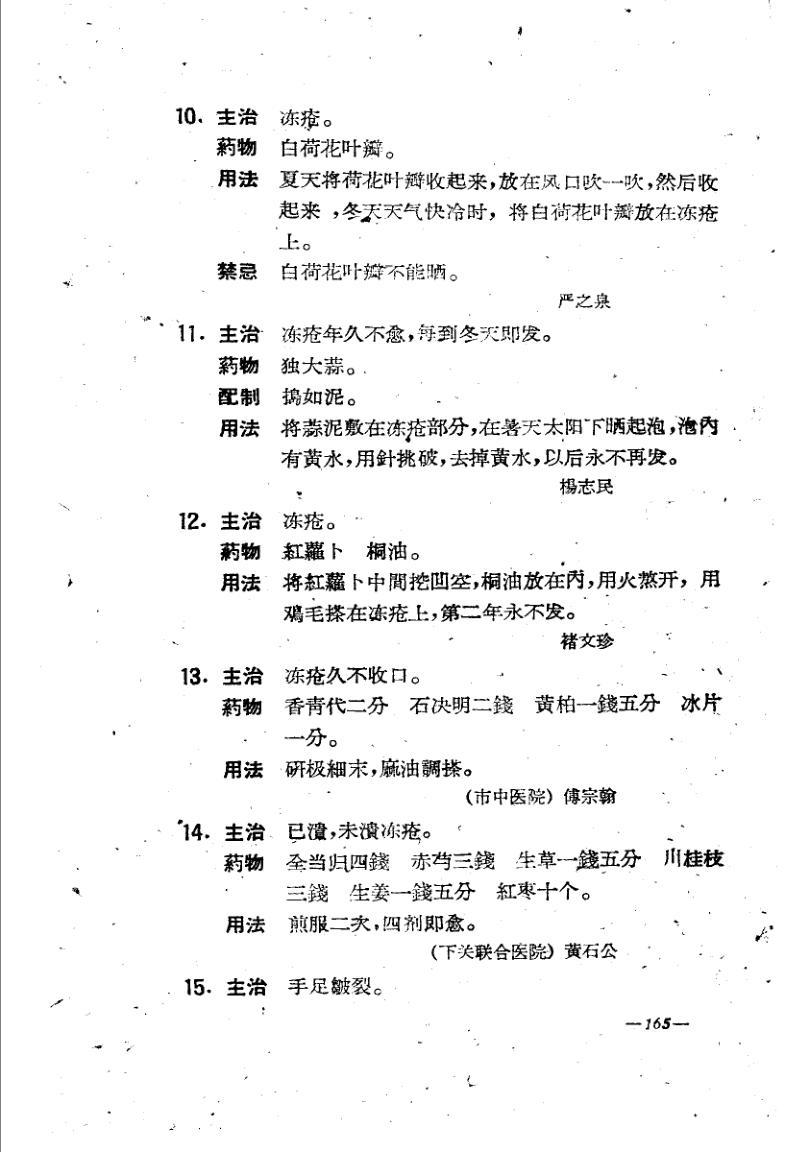 10. 主治 冻疮。
葯物 白荷花叶瓣。
用法 夏天将荷花叶瓣收起来,放在风口吹一吹,然后收
起来,冬天天气快冷时,将白荷花叶瓣放在冻疮
上。
禁忌 白荷花叶瓣不能晒。
严之泉
11. 主治 冻疮年久不愈,每到冬天即发。
葯物 独大蒜。
配制 捣如泥。
用法 将蒜泥敷在冻疮部分,在暑天太阳下晒起泡,泡內
有黄水,用針挑破,去掉黄水,以后永不再发。
楊志民
12. 主治 冻疮。
葯物 紅蘿卜 桐油。
用法 将紅蘿卜中間挖凹空,桐油放在丙,用火蒸开,用
鸡毛搽在冻疮上,第二年永不发。
褚文珍
13. 主治 冻疮久不收口。
葯物 香青代二分 石决明二錢 黄柏一錢五分 冰片
一分。
用法 研极細末,麻油調搽。
(市中医院) 傅宗翰
14. 主治 已潰,未潰冻疮。
葯物 全当归四錢 赤芍三錢 生草一錢五分 川桂枝
三錢 生姜一錢五分 紅枣十个。
用法 煎服二次,四剂即愈。
(下关联合医院) 黄石公
15. 主治 手足皺裂。
—165—